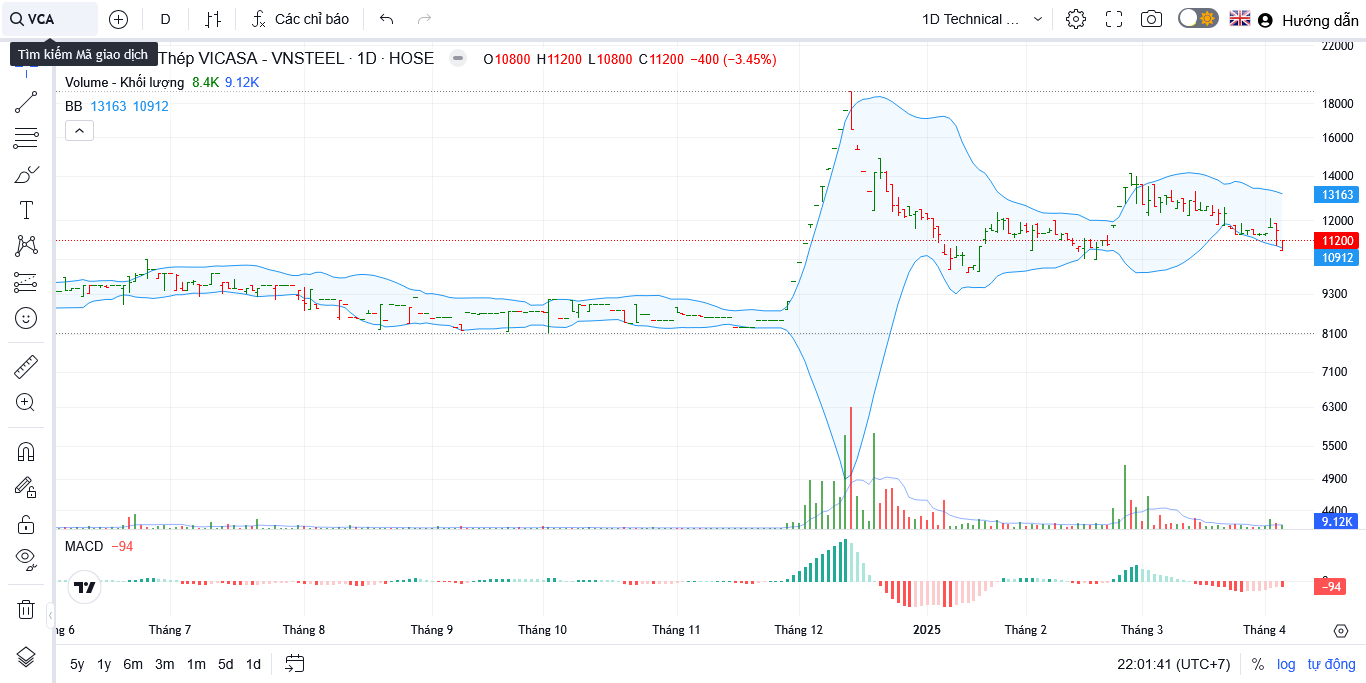 VCA D Các chỉ báo 1D Technical ... Hướng dẫn
Tìm kiếm Mã giao dịch
Thép VICASA - VNSTEEL · 1D · HOSE O10800 H11200 L10800 C11200 −400 (−3.45%)
Volume - Khối lượng 8.4K 9.12K
BB 13163 10912
22000
18000
16000
14000
13163
12000
11200
10912
9300
8100
7100
6300
5500
4900
4400
9.12K
MACD −94
−94
ng 6 Tháng 7 Tháng 8 Tháng 9 Tháng 10 Tháng 11 Tháng 12 2025 Tháng 2 Tháng 3 Tháng 4
5y 1y 6m 3m 1m 5d 1d 22:01:41 (UTC+7) % log tự động